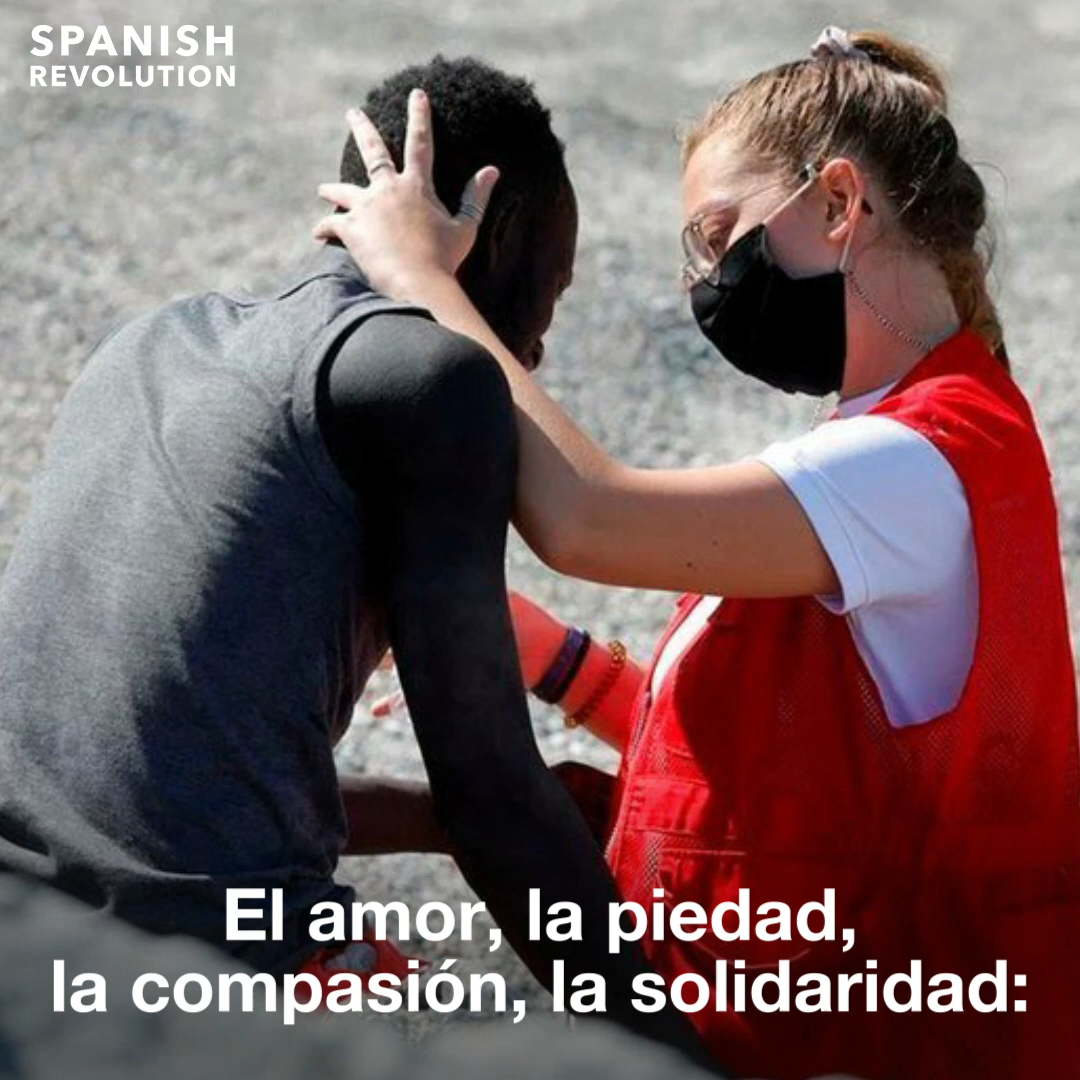 SPANISH
REVOLUTION
El amor, la piedad,
la compasión, la solidaridad: